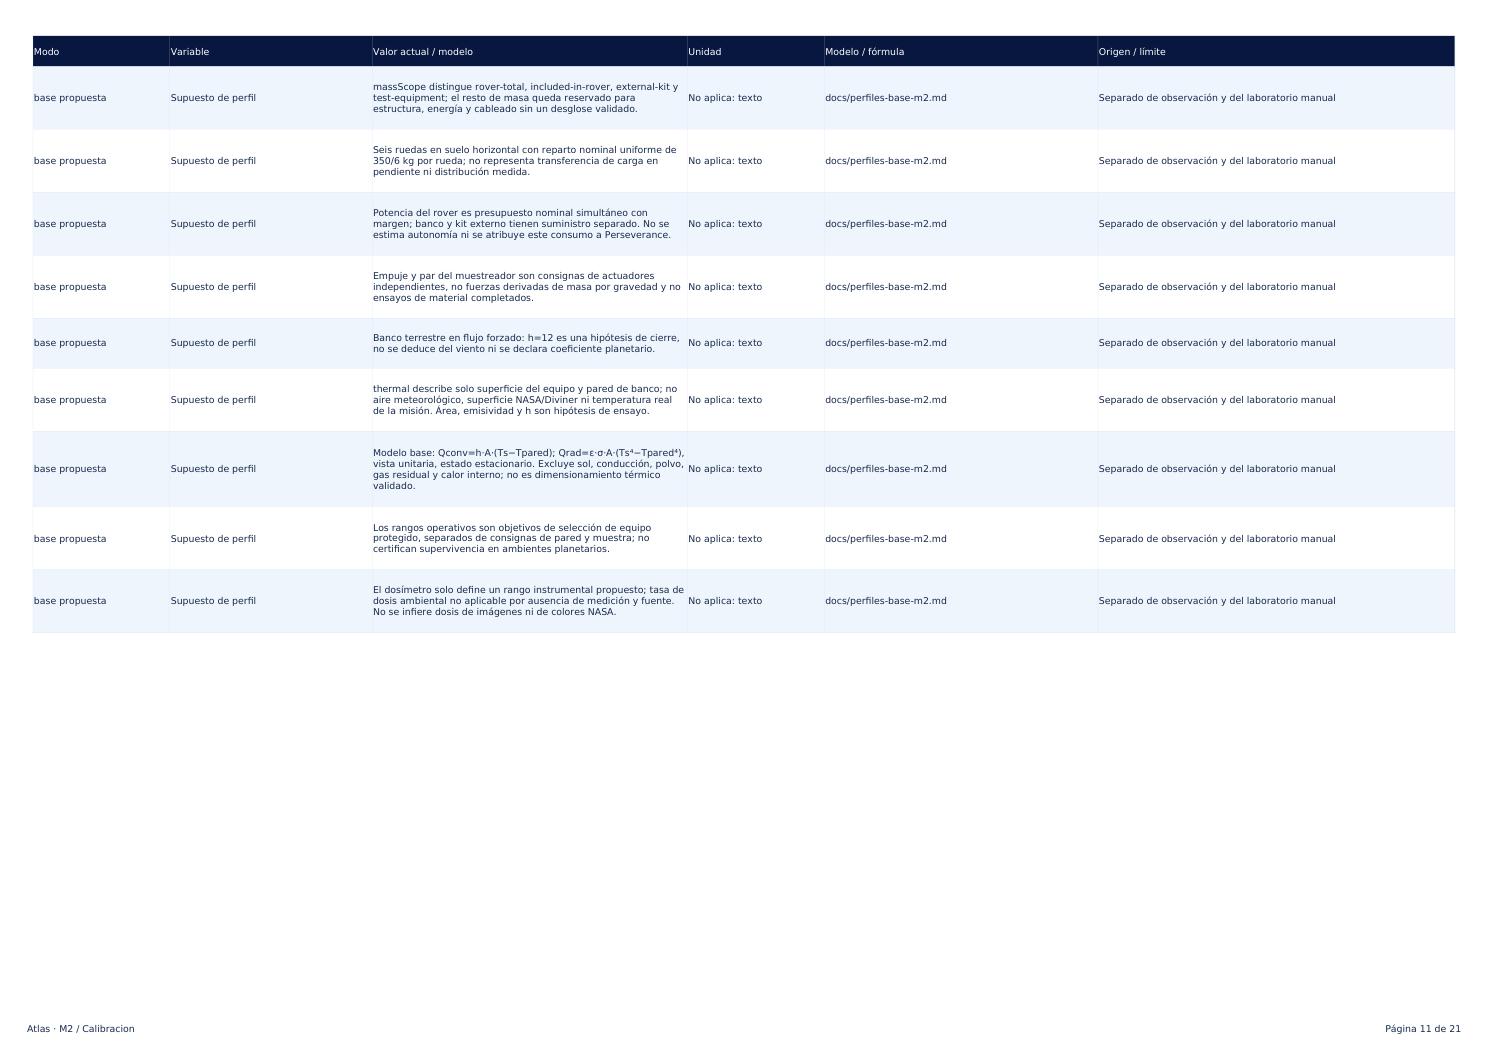 Modo Variable Valor actual / modelo Unidad Modelo / fórmula Origen / límite
massScope distingue rover-total, included-in-rover, external-kit y
base propuesta Supuesto de perfil test-equipment; el resto de masa queda reservado para No aplica: texto docs/perfiles-base-m2.md Separado de observación y del laboratorio manual
estructura, energía y cableado sin un desglose validado.
Seis ruedas en suelo horizontal con reparto nominal uniforme de
base propuesta Supuesto de perfil 350/6 kg por rueda; no representa transferencia de carga en No aplica: texto docs/perfiles-base-m2.md Separado de observación y del laboratorio manual
pendiente ni distribución medida.
Potencia del rover es presupuesto nominal simultáneo con
base propuesta Supuesto de perfil margen; banco y kit externo tienen suministro separado. No se No aplica: texto docs/perfiles-base-m2.md Separado de observación y del laboratorio manual
estima autonomía ni se atribuye este consumo a Perseverance.
Empuje y par del muestreador son consignas de actuadores
base propuesta Supuesto de perfil independientes, no fuerzas derivadas de masa por gravedad y no No aplica: texto docs/perfiles-base-m2.md Separado de observación y del laboratorio manual
ensayos de material completados.
Banco terrestre en flujo forzado: h=12 es una hipótesis de cierre,
base propuesta Supuesto de perfil No aplica: texto docs/perfiles-base-m2.md Separado de observación y del laboratorio manual
no se deduce del viento ni se declara coeficiente planetario.
thermal describe solo superficie del equipo y pared de banco; no
base propuesta Supuesto de perfil aire meteorológico, superficie NASA/Diviner ni temperatura real No aplica: texto docs/perfiles-base-m2.md Separado de observación y del laboratorio manual
de la misión. Área, emisividad y h son hipótesis de ensayo.
Modelo base: Qconv=h·A·(Ts−Tpared); Qrad=ε·σ·A·(Ts⁴−Tpared⁴),
vista unitaria, estado estacionario. Excluye sol, conducción, polvo,
base propuesta Supuesto de perfil No aplica: texto docs/perfiles-base-m2.md Separado de observación y del laboratorio manual
gas residual y calor interno; no es dimensionamiento térmico
validado.
Los rangos operativos son objetivos de selección de equipo
base propuesta Supuesto de perfil protegido, separados de consignas de pared y muestra; no No aplica: texto docs/perfiles-base-m2.md Separado de observación y del laboratorio manual
certifican supervivencia en ambientes planetarios.
El dosímetro solo define un rango instrumental propuesto; tasa de
base propuesta Supuesto de perfil dosis ambiental no aplicable por ausencia de medición y fuente. No aplica: texto docs/perfiles-base-m2.md Separado de observación y del laboratorio manual
No se infiere dosis de imágenes ni de colores NASA.
Atlas · M2 / Calibracion Página 11 de 21